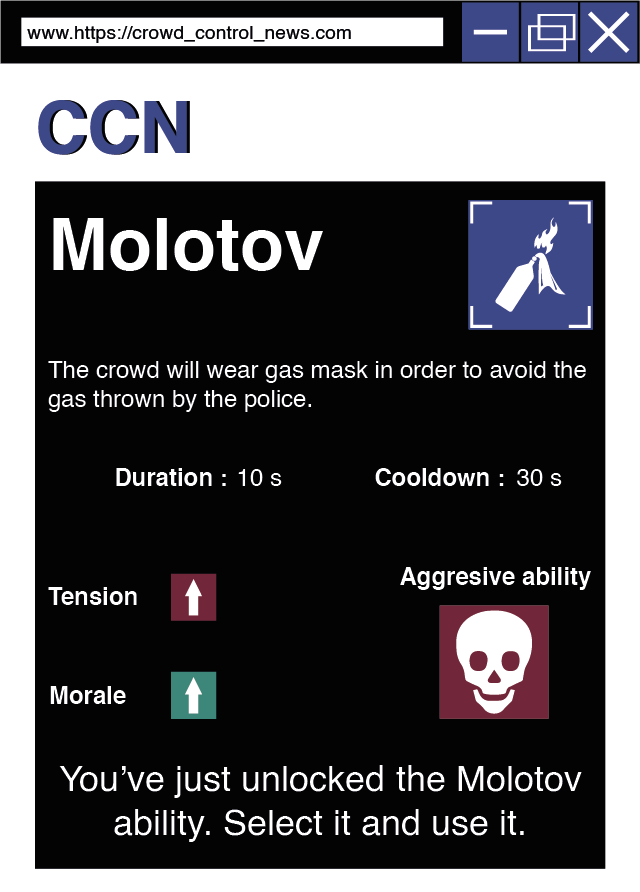 www.https://crowd_control_news.com
CCN
Molotov
The crowd will wear gas mask in order to avoid the
gas thrown by the police.
Duration : 10 s
Cooldown : 30 s
Aggresive ability
Tension
Morale
You’ve just unlocked the Molotov
ability. Select it and use it.